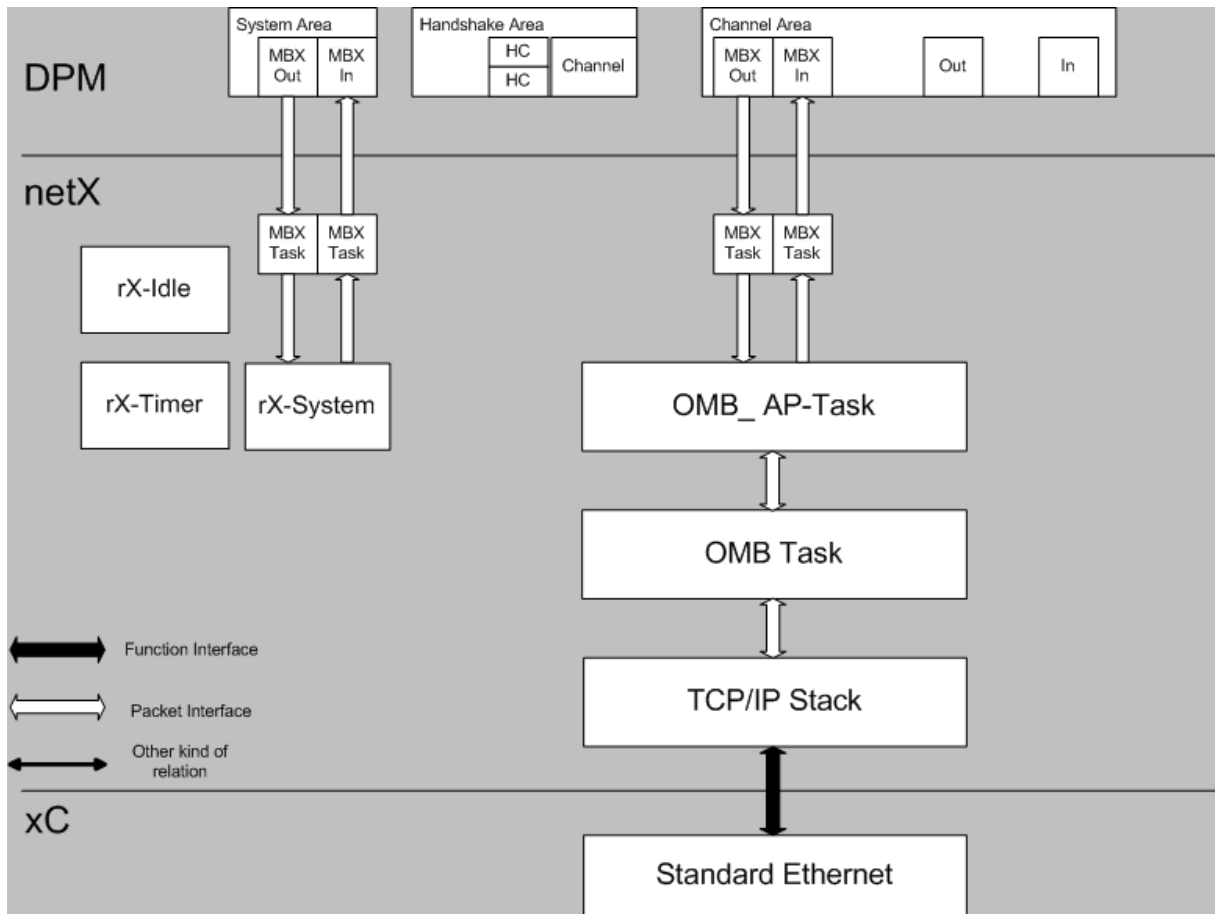 DPM
System Area
MBX
Out
MBX
In
Handshake Area
HC
HC
Channel
Channel Area
MBX
Out
MBX
In
Out
In
netX
MBX
Task
MBX
Task
MBX
Task
MBX
Task
rX-Idle
rX-Timer
rX-System
OMB_ AP-Task
OMB Task
TCP/IP Stack
Function Interface
Packet Interface
Other kind of
relation
xC
Standard Ethernet